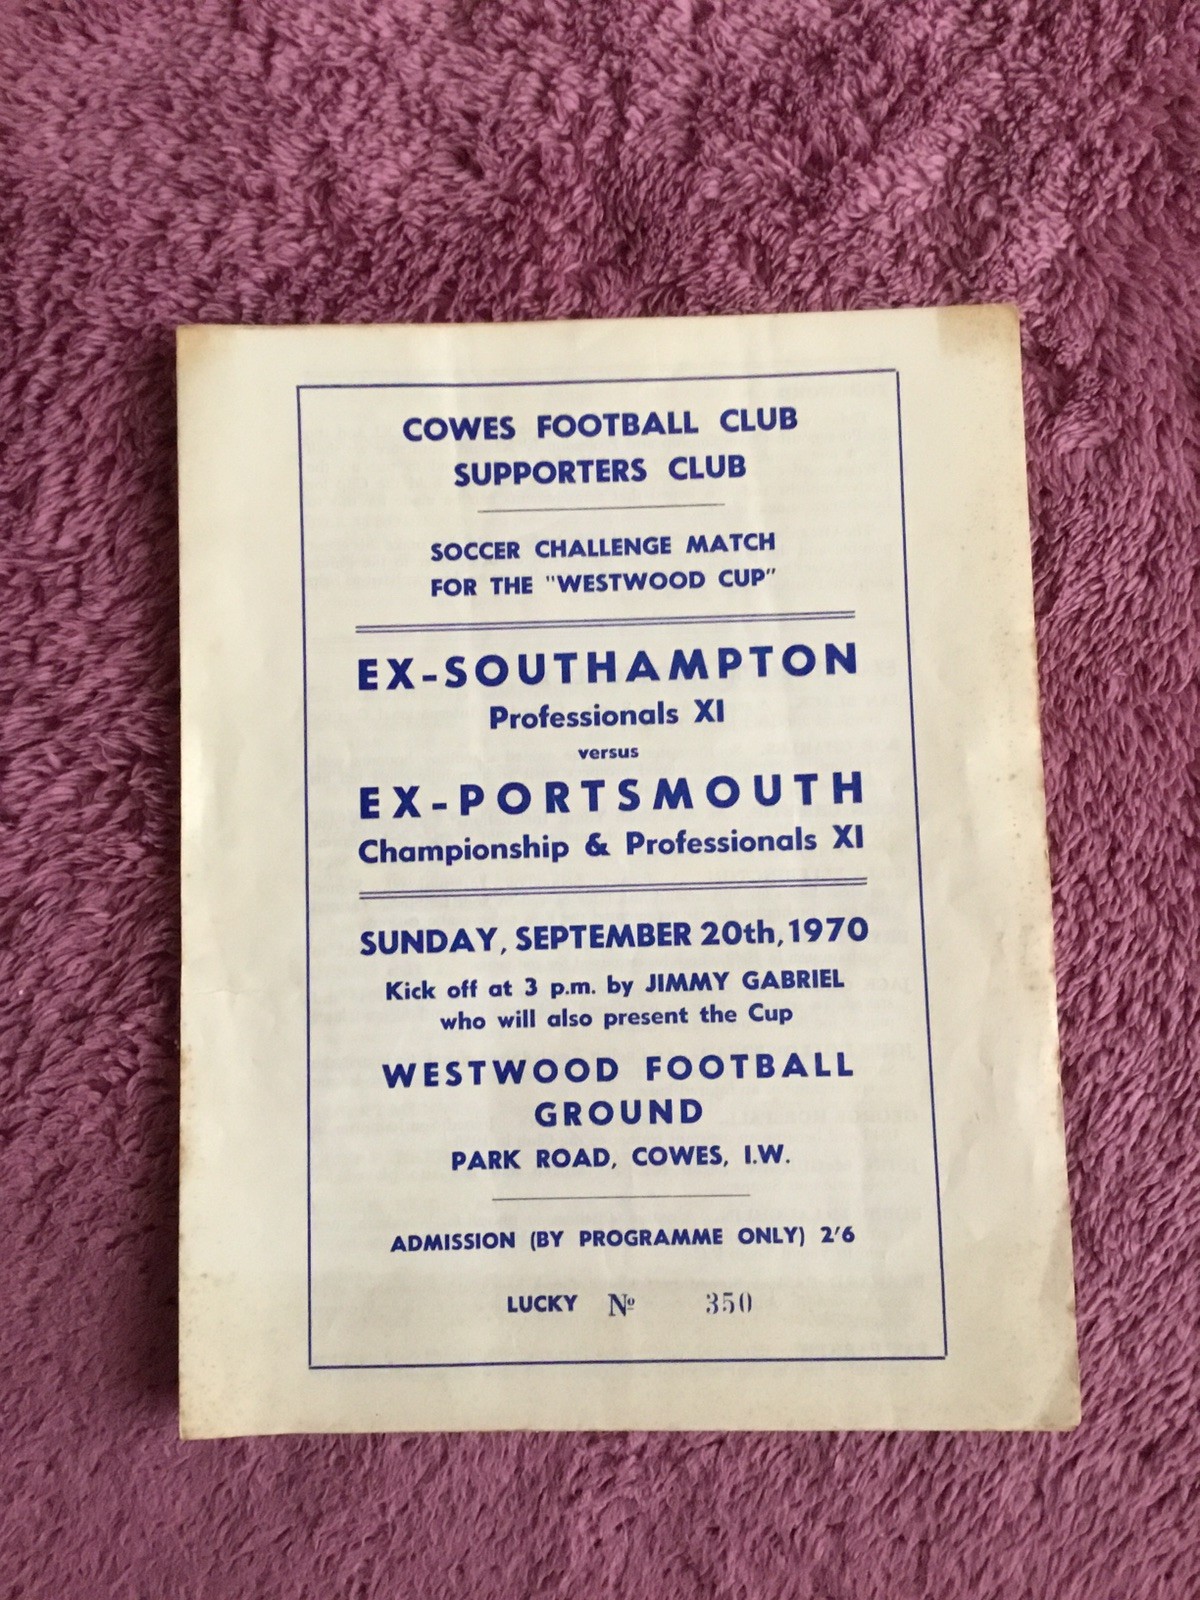 COWES FOOTBALL CLUB
SUPPORTERS CLUB
SOCCER CHALLENGE MATCH
FOR THE "WESTWOOD CUP"
EX-SOUTHAMPTON
Professionals XI
versus
EX-PORTSMOUTH
Championship & Professionals XI
SUNDAY, SEPTEMBER 20th, 1970
Kick off at 3 p.m. by JIMMY GABRIEL
who will also present the Cup
WESTWOOD FOOTBALL
GROUND
PARK ROAD, COWES, I.W.
ADMISSION (BY PROGRAMME ONLY) 2'6
LUCKY Nº 350